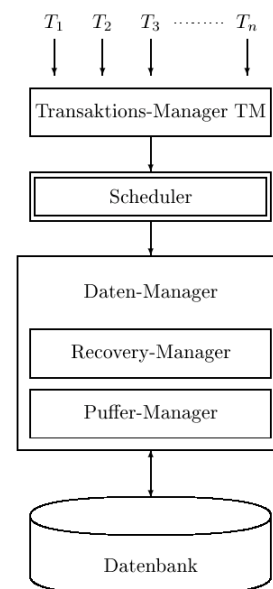 T1 T2 T3 ········ Tn
Transaktions-Manager TM
Scheduler
Daten-Manager
Recovery-Manager
Puffer-Manager
Datenbank